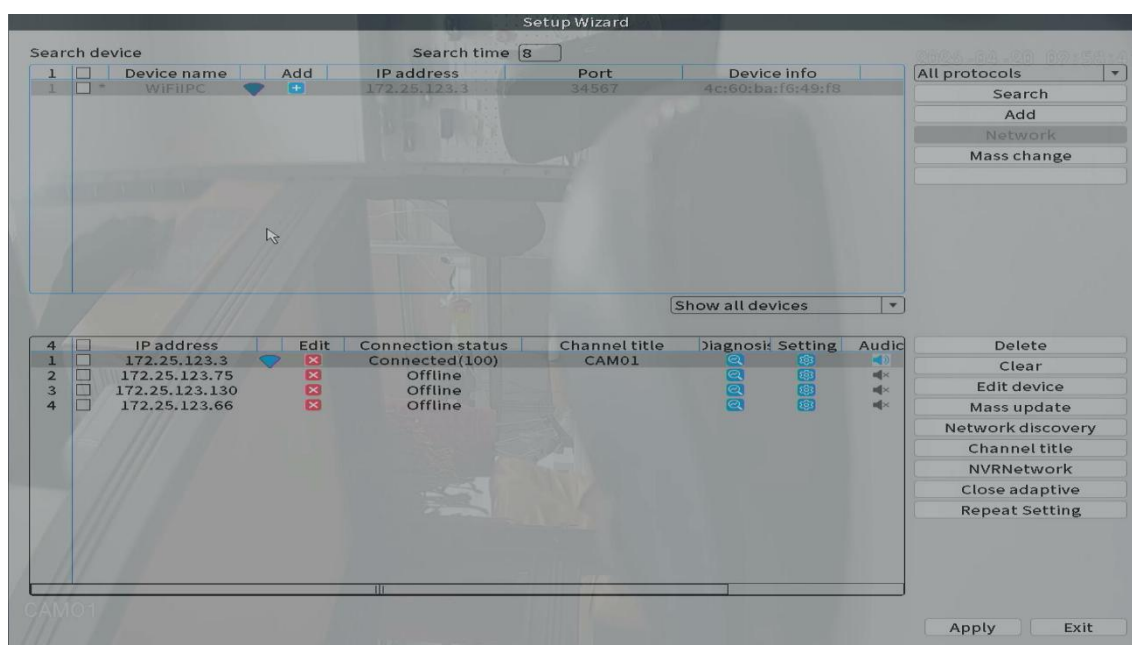 Setup Wizard
Search device Search time 8
1 Device name Add IP address Port Device info All protocols
1 * WiFiIPC 172.25.123.3 34567 4c:60:ba:f6:49:f8
Search
Add
Network
Mass change
Show all devices
4 IP address Edit Connection status Channel title Diagnosi: Setting Audic Delete
1 172.25.123.3 Connected(100) CAM01
2 172.25.123.75 Offline
3 172.25.123.130 Offline
4 172.25.123.66 Offline
Clear
Edit device
Mass update
Network discovery
Channel title
NVRNetwork
Close adaptive
Repeat Setting
CAM01
Apply Exit